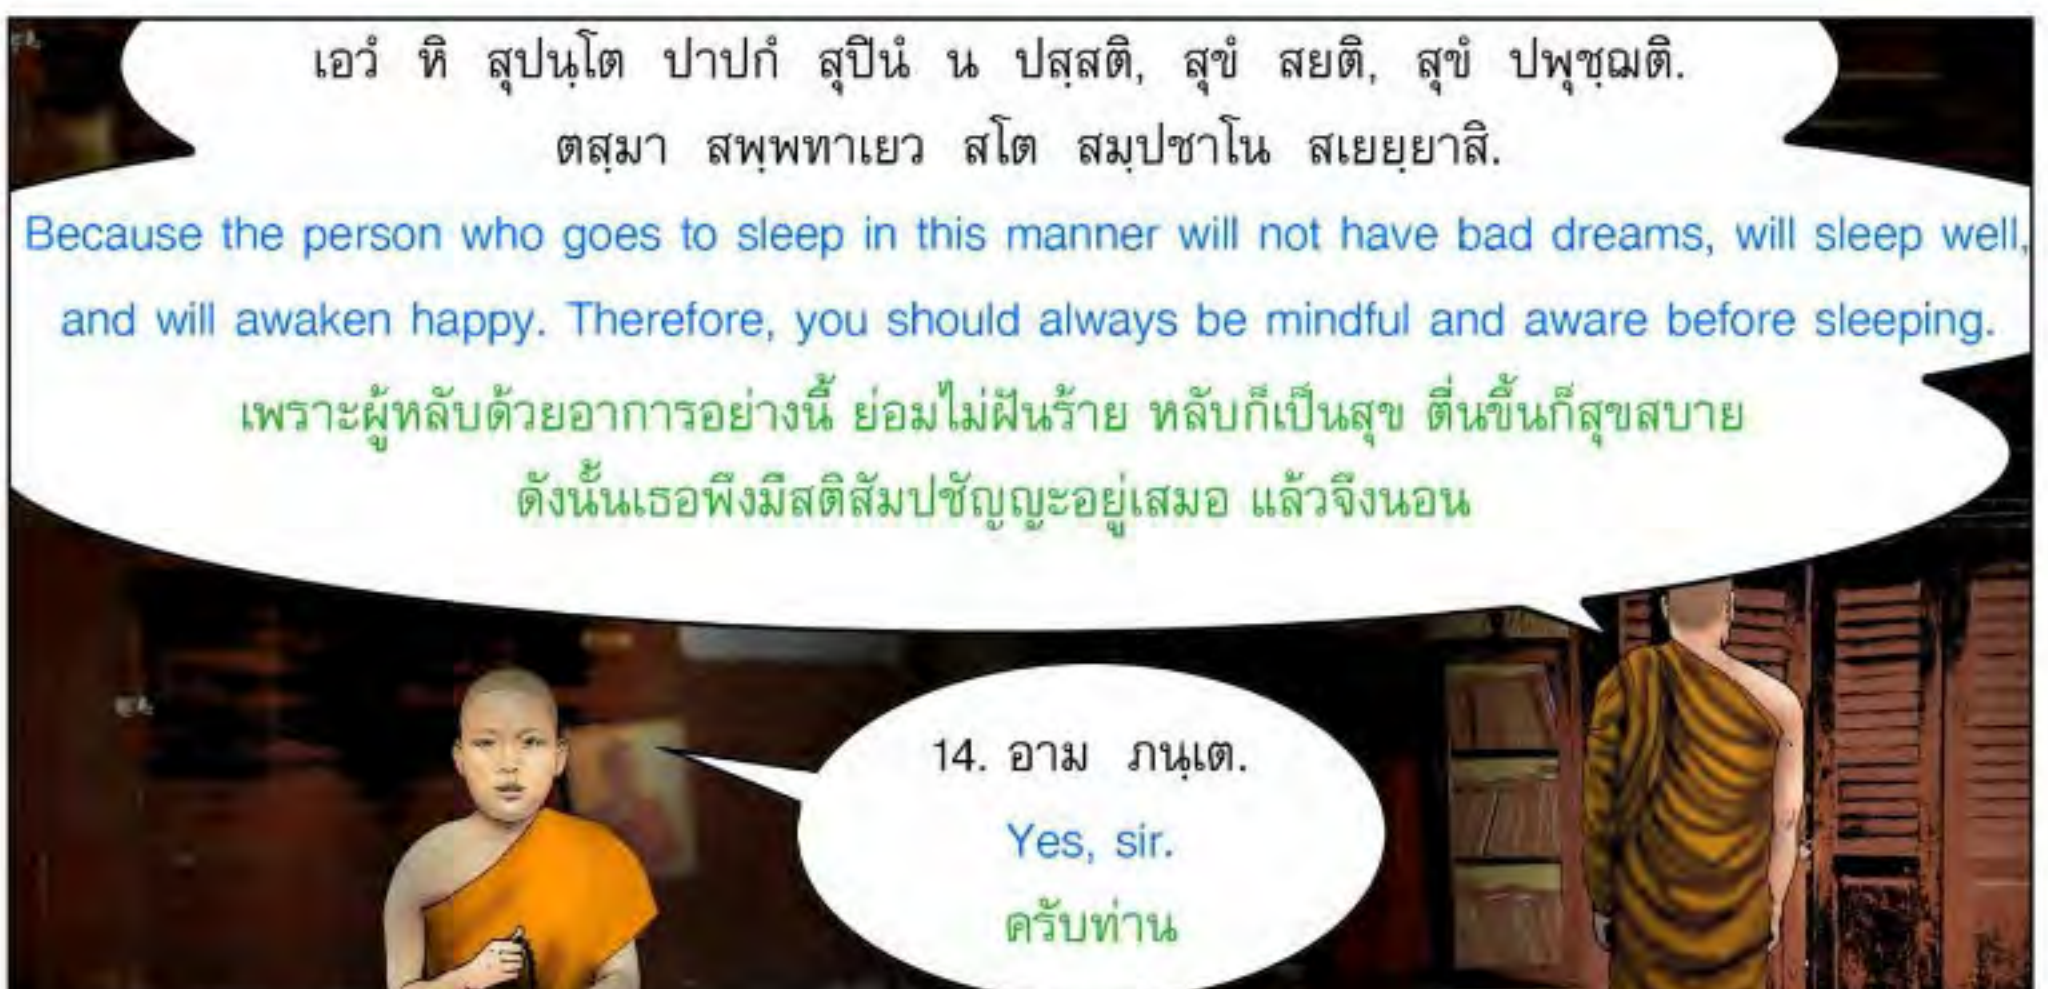 เอวํ หิ สุปนฺโต ปาปกํ สุปินํ น ปสฺสติ, สุขํ สยติ, สุขํ ปพุชฺฌติ.
ตสฺมา สพฺพทาเยว สโต สมฺปชาโน สเยยฺยาสิ.
Because the person who goes to sleep in this manner will not have bad dreams, will sleep well,
and will awaken happy. Therefore, you should always be mindful and aware before sleeping.
เพราะผู้หลับด้วยอาการอย่างนี้ ย่อมไม่ฝันร้าย หลับก็เป็นสุข ตื่นขึ้นก็สุขสบาย
ดังนั้นเธอพึงมีสติสัมปชัญญะอยู่เสมอ แล้วจึงนอน
14. อาม ภนฺเต.
Yes, sir.
ครับท่าน